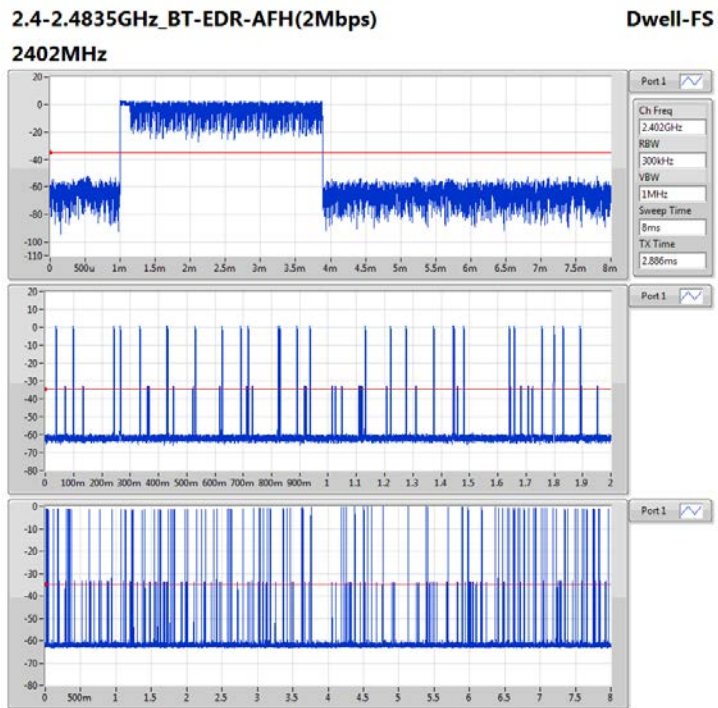 2.4-2.4835GHz_BT-EDR-AFH(2Mbps) Dwell-FS
2402MHz
Port 1
Ch Freq
2.402GHz
RBW
300kHz
VBW
1MHz
Sweep Time
8ms
TX Time
2.886ms
20
0
-20
-40
-60
-80
-100
-110
0 500u 1m 1.5m 2m 2.5m 3m 3.5m 4m 4.5m 5m 5.5m 6m 6.5m 7m 7.5m 8m
Port 1
20
10
0
-10
-20
-30
-40
-50
-60
-70
-80
0 100m 200m 300m 400m 500m 600m 700m 800m 900m 1 1.1 1.2 1.3 1.4 1.5 1.6 1.7 1.8 1.9 2
Port 1
0
-10
-20
-30
-40
-50
-60
-70
-80
0 500m 1 1.5 2 2.5 3 3.5 4 4.5 5 5.5 6 6.5 7 7.5 8